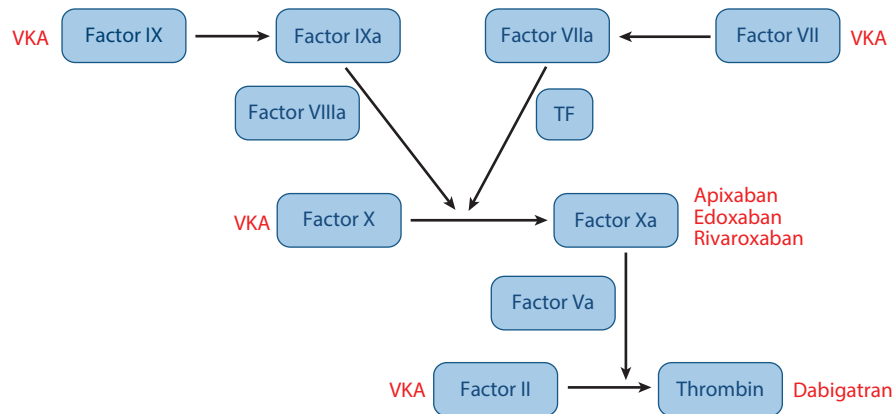 VKA
Factor IX
Factor IXa
Factor VIIa
Factor VII
VKA
Factor VIIIa
TF
VKA
Factor X
Factor Xa
Apixaban
Edoxaban
Rivaroxaban
Factor Va
VKA
Factor II
Thrombin
Dabigatran